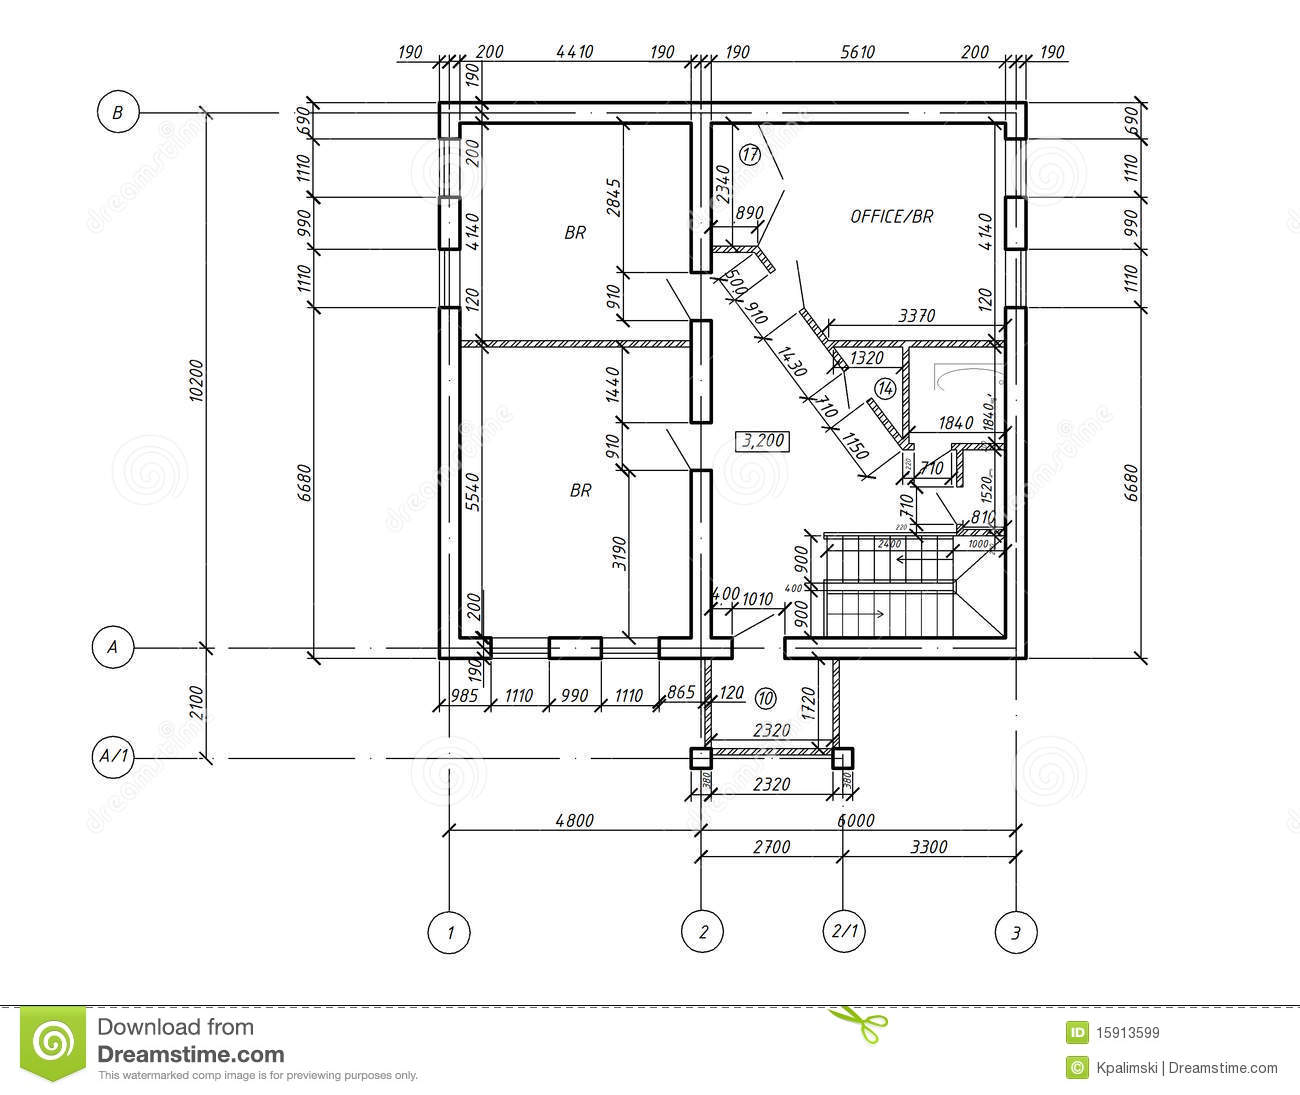 190 200 4410 190 190 5610 200 190
190
B
690 200 2845 17 2340 690
1110 1110
890
990 4140 BR OFFICE/BR 4140 990
1110 120 910 500 910 120 1110
3370
10200 1440 1430 1320
14
1840
710 1840
910 3,200 1150
6680 5540 BR 710 1520 6680
220
710 810
220
3190 900 2400 1000
400
200 400 1010 900
A
190
985 1110 990 1110 865 120 10 1720
2100
2320
A/1
380 2320 380
4800 6000
2700 3300
1 2 2/1 3
dreamstime
Download from
Dreamstime.com
This watermarked comp image is for previewing purposes only.
ID 15913599
© Kpalimski | Dreamstime.com